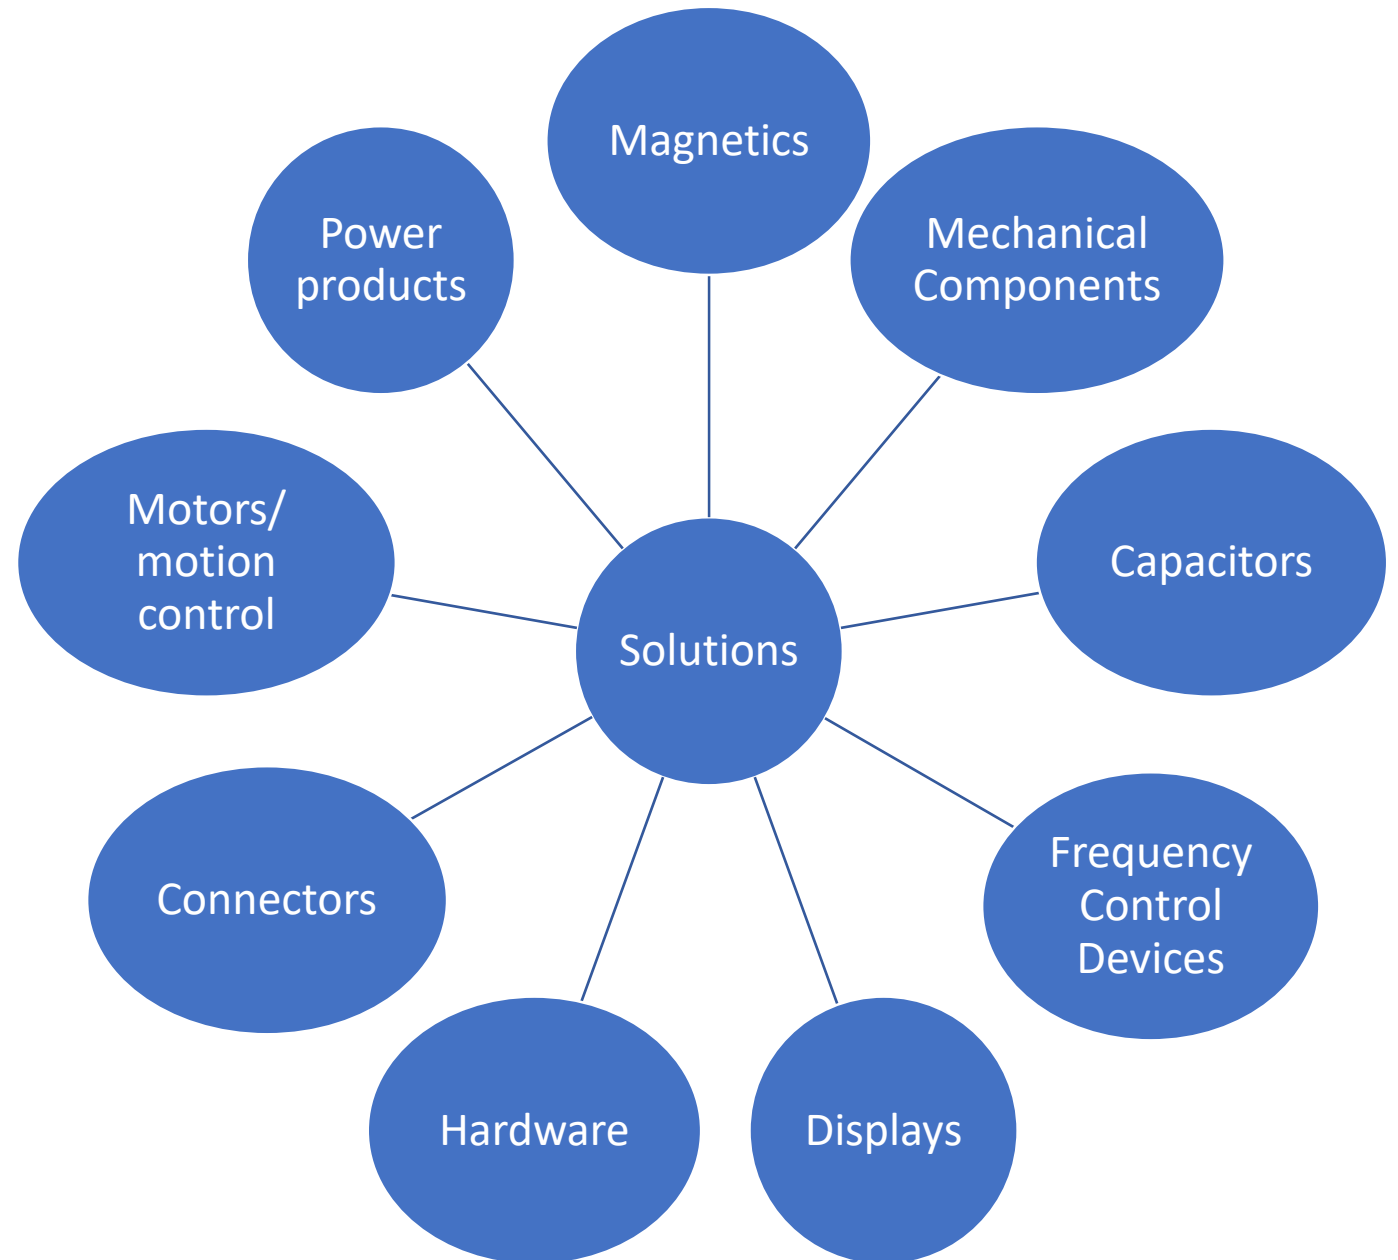 Magnetics
Mechanical
Components
Capacitors
Frequency
Control
Devices
Displays
Hardware
Connectors
Motors/
motion
control
Power
products
Solutions